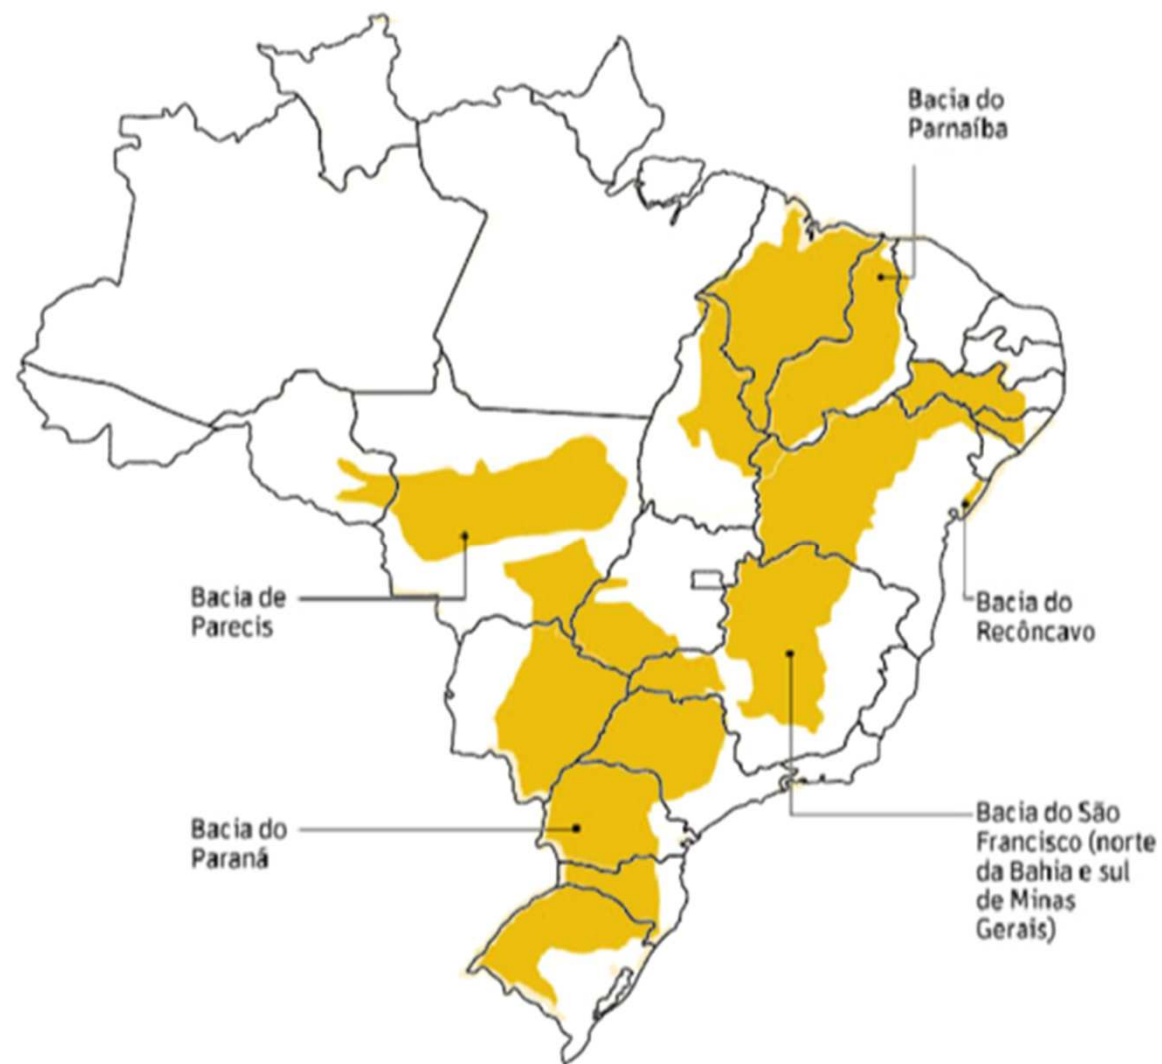 Bacia do
Parnaíba
Bacia de
Parecis
Bacia do
Recôncavo
Bacia do
Paraná
Bacia do São
Francisco (norte
da Bahia e sul
de Minas
Gerais)